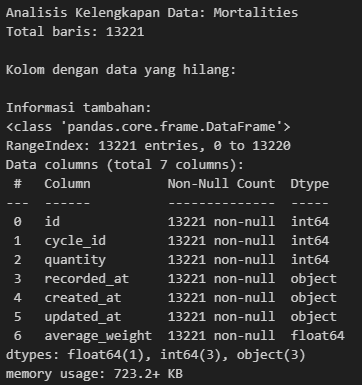 Analisis Kelengkapan Data: Mortalities
Total baris: 13221
Kolom dengan data yang hilang:
Informasi tambahan:
<class 'pandas.core.frame.DataFrame'>
RangeIndex: 13221 entries, 0 to 13220
Data columns (total 7 columns):
 #   Column          Non-Null Count  Dtype
---  ------          --------------  -----
 0   id              13221 non-null  int64
 1   cycle_id        13221 non-null  int64
 2   quantity        13221 non-null  int64
 3   recorded_at     13221 non-null  object
 4   created_at      13221 non-null  object
 5   updated_at      13221 non-null  object
 6   average_weight  13221 non-null  float64
dtypes: float64(1), int64(3), object(3)
memory usage: 723.2+ KB